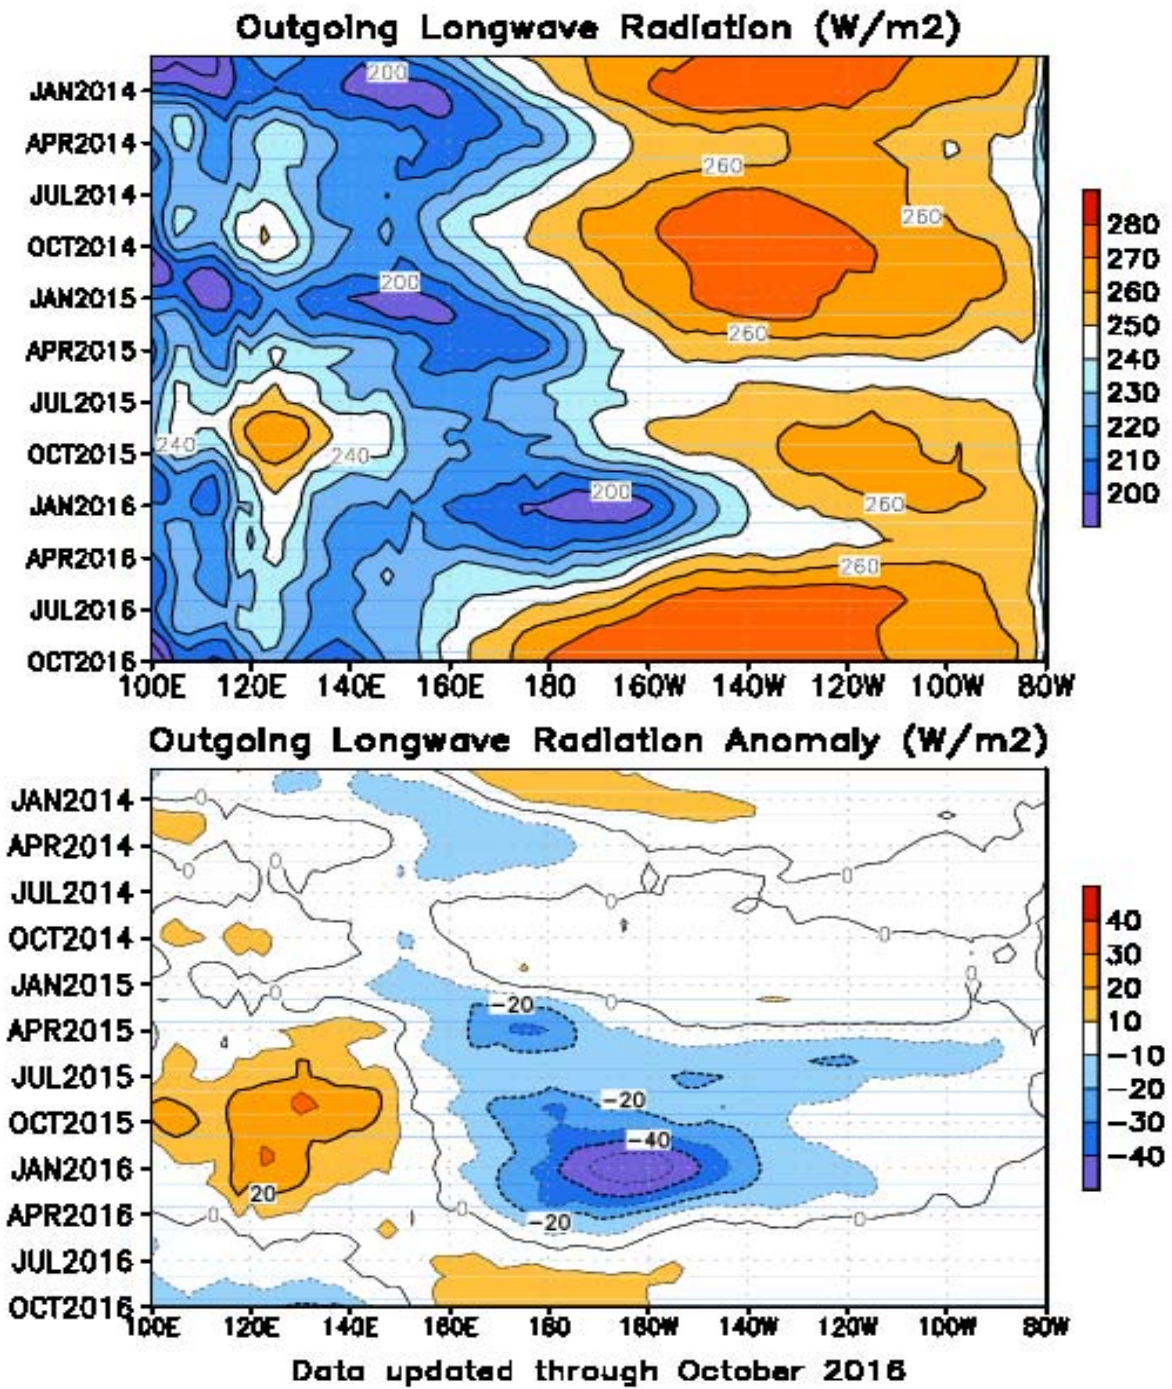 Outgoing Longwave Radiation (W/m2)
JAN2014
APR2014
JUL2014
OCT2014
JAN2015
APR2015
JUL2015
OCT2015
JAN2016
APR2016
JUL2016
OCT2016
200
260
260
200
260
240
240
200
260
260
280
270
260
250
240
230
220
210
200
100E 120E 140E 160E 180 160W 140W 120W 100W 80W
Outgoing Longwave Radiation Anomaly (W/m2)
JAN2014
APR2014
JUL2014
OCT2014
JAN2015
APR2015
JUL2015
OCT2015
JAN2016
APR2016
JUL2016
OCT2016
0
0
0
0
0
0
0
0
0
-20
-20
-40
20
-20
0
0
0
40
30
20
10
-10
-20
-30
-40
100E 120E 140E 160E 180 160W 140W 120W 100W 80W
Data updated through October 2016